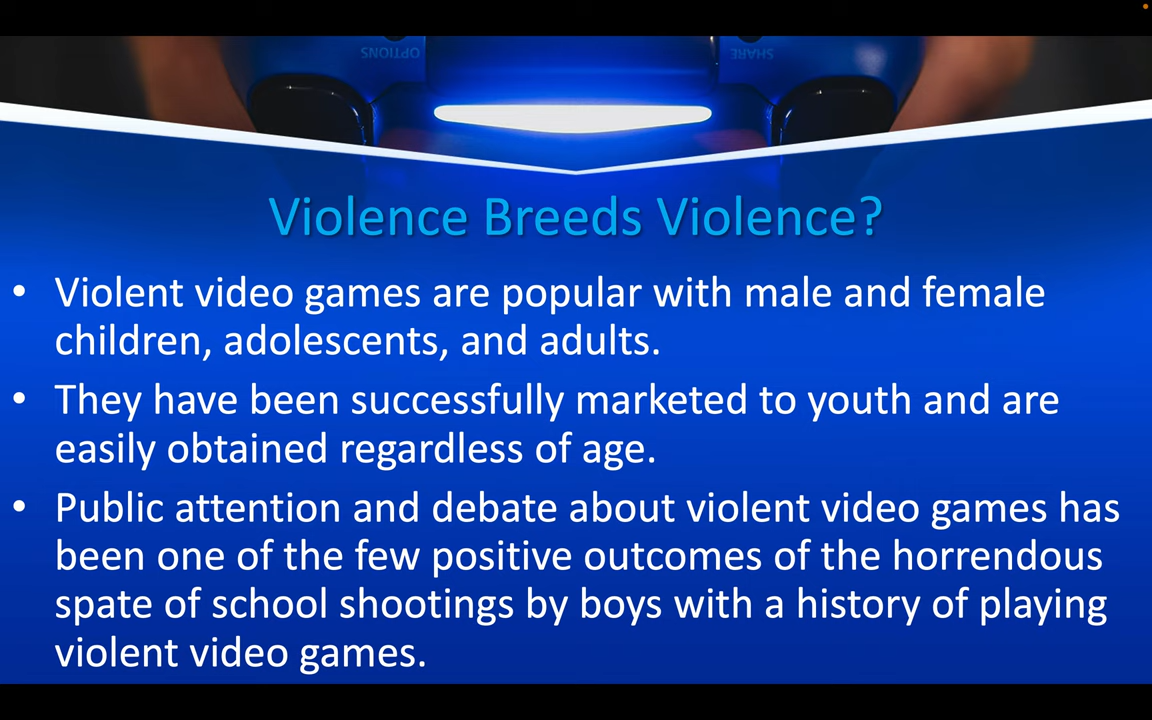 OPTIONS
SHARE
Violence Breeds Violence?
• Violent video games are popular with male and female
children, adolescents, and adults.
• They have been successfully marketed to youth and are
easily obtained regardless of age.
• Public attention and debate about violent video games has
been one of the few positive outcomes of the horrendous
spate of school shootings by boys with a history of playing
violent video games.